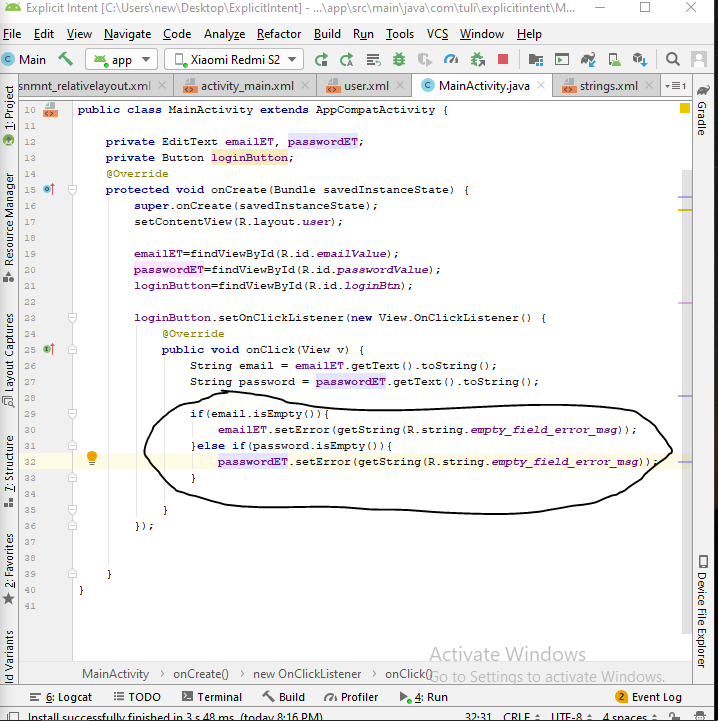 Explicit Intent [C:\Users\new\Desktop\ExplicitIntent] - ...\app\src\main\java\com\tuli\explicitintent\M...
File Edit View Navigate Code Analyze Refactor Build Run Tools VCS Window Help
Main app Xiaomi Redmi S2
snmnt_relativelayout.xml activity_main.xml user.xml MainActivity.java strings.xml 1
1: Project
Resource Manager
Layout Captures
7: Structure
2: Favorites
ld Variants
Gradle
Device File Explorer
10 public class MainActivity extends AppCompatActivity {
11
12 private EditText emailET, passwordET;
13 private Button loginButton;
14 @Override
15 protected void onCreate(Bundle savedInstanceState) {
16 super.onCreate(savedInstanceState);
17 setContentView(R.layout.user);
18
19 emailET=findViewById(R.id.emailValue);
20 passwordET=findViewById(R.id.passwordValue);
21 loginButton=findViewById(R.id.loginBtn);
22
23 loginButton.setOnClickListener(new View.OnClickListener() {
24 @Override
25 public void onClick(View v) {
26 String email = emailET.getText().toString();
27 String password = passwordET.getText().toString();
28
29 if(email.isEmpty()){
30 emailET.setError(getString(R.string.empty_field_error_msg));
31 }else if(password.isEmpty()){
32 passwordET.setError(getString(R.string.empty_field_error_msg));
33 }
34
35 }
36 });
37
38
39 }
40 }
41
Activate Windows
Go to Settings to activate Windows.
MainActivity › onCreate() › new OnClickListener › onClick()
6: Logcat TODO Terminal Build Profiler 4: Run 2 Event Log
Install successfully finished in 3 s 48 ms. (today 8:16 PM) 32:31 CRLF UTF-8 4 spaces